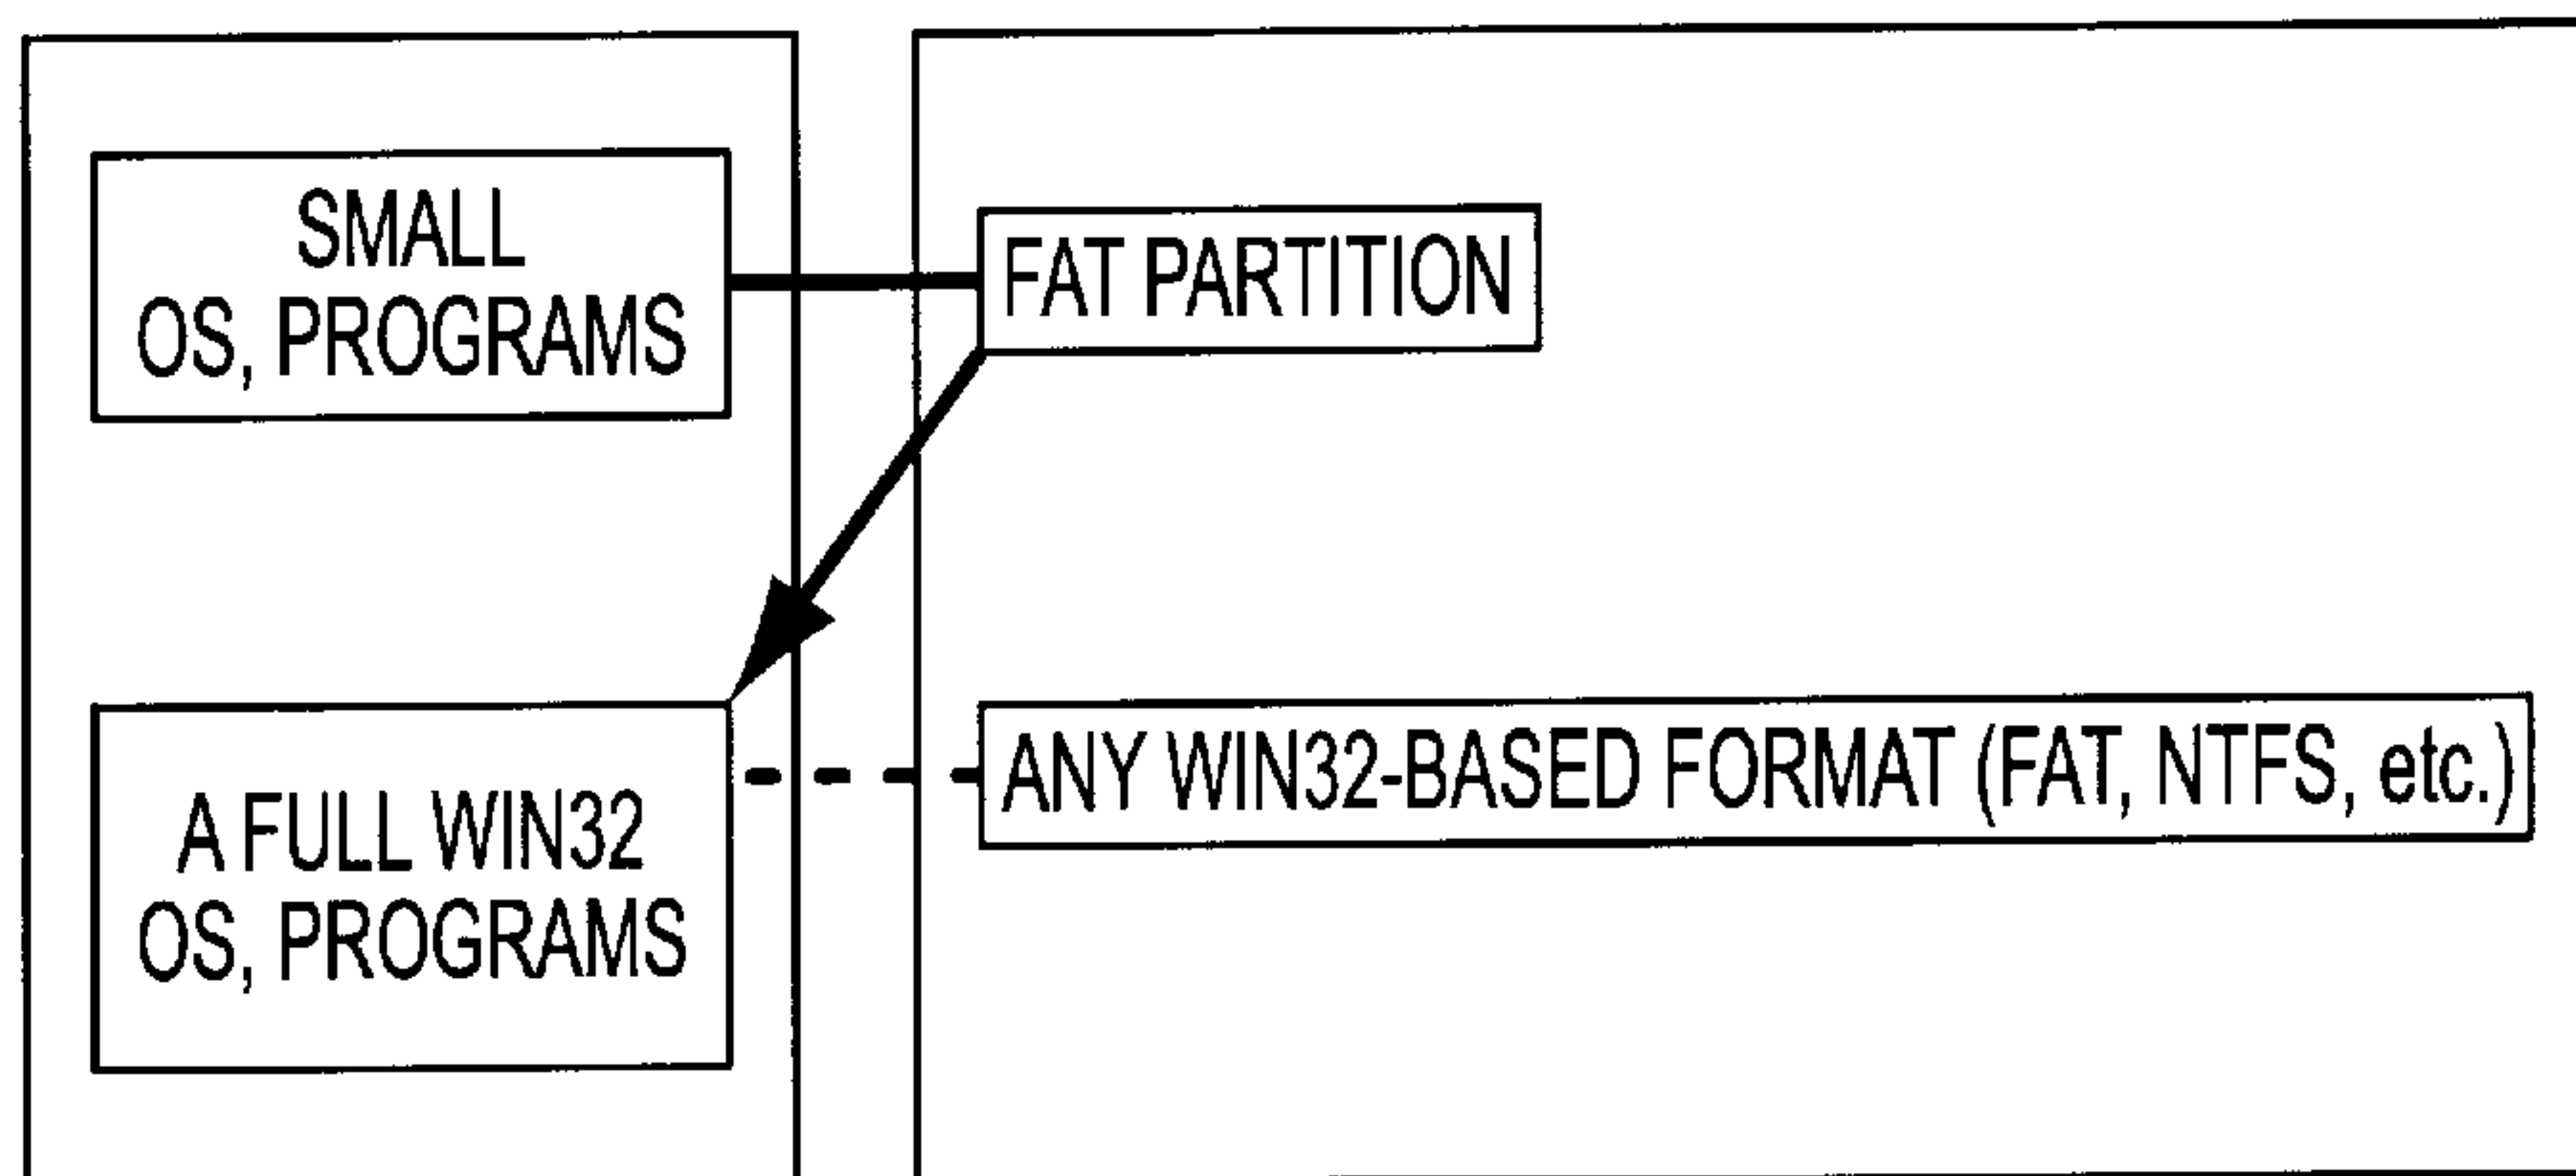 SMALL
OS, PROGRAMS
FAT PARTITION
A FULL WIN32
OS, PROGRAMS
ANY WIN32-BASED FORMAT (FAT, NTFS, etc.)